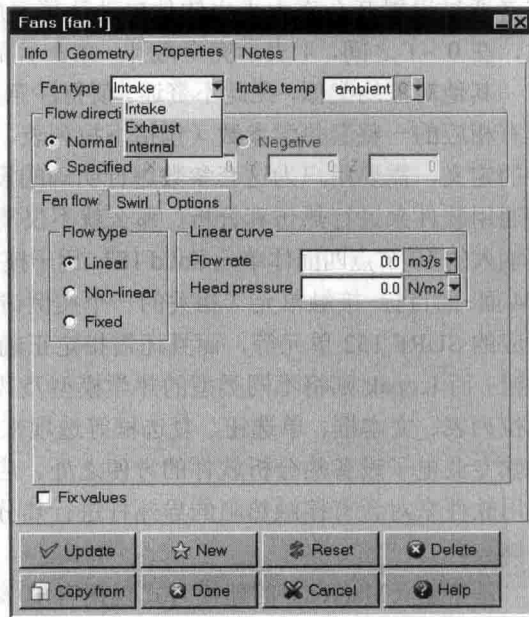 Fans [fan.1]
Info Geometry Properties Notes
Fan type Intake Intake temp ambient
Intake
Exhaust
Internal
Flow directi
Normal Negative
Specified X 0 Y 0 Z 0
Fan flow Swirl Options
Flow type
Linear
Non-linear
Fixed
Linear curve
Flow rate 0.0 m3/s
Head pressure 0.0 N/m2
Fix values
Update New Reset Delete
Copy from Done Cancel Help